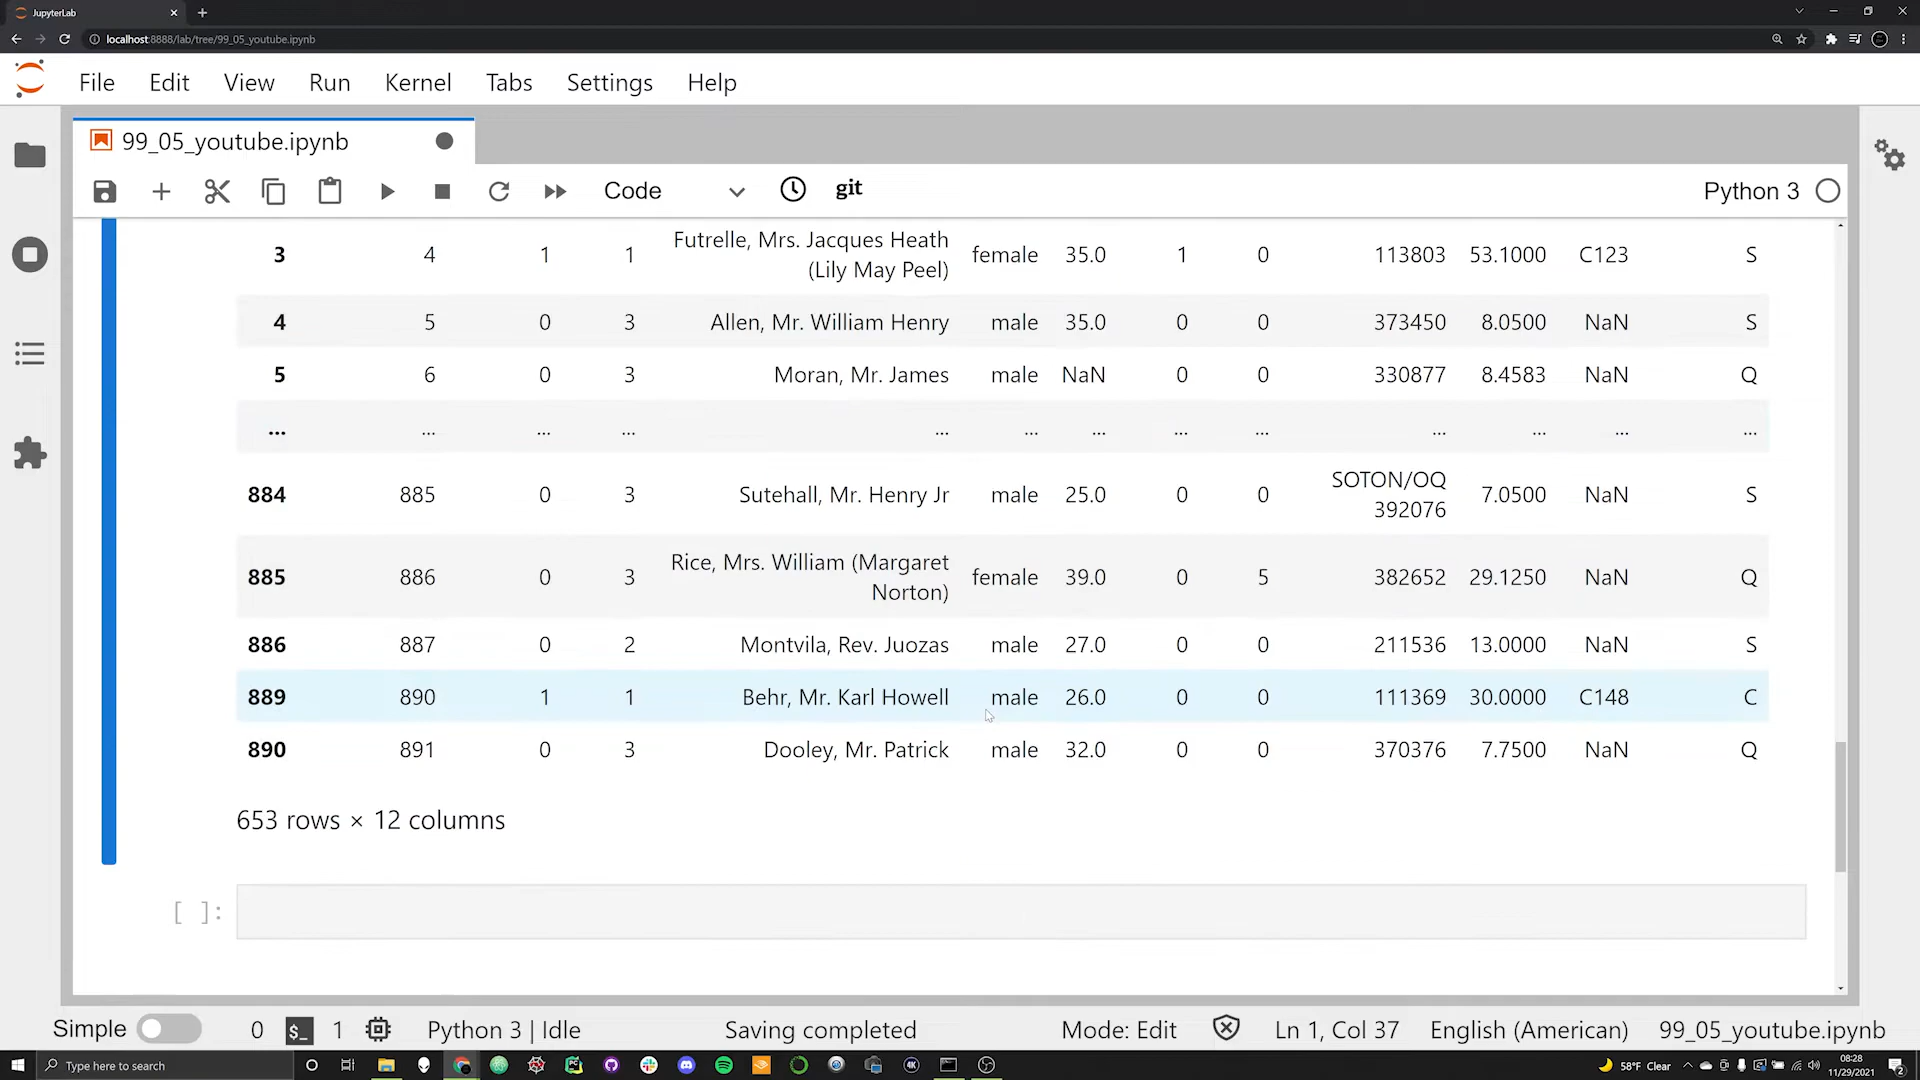 JupyterLab
localhost:8888/lab/tree/99_05_youtube.ipynb
File Edit View Run Kernel Tabs Settings Help
99_05_youtube.ipynb
Code git Python 3
3 4 1 1 Futrelle, Mrs. Jacques Heath (Lily May Peel) female 35.0 1 0 113803 53.1000 C123 S
4 5 0 3 Allen, Mr. William Henry male 35.0 0 0 373450 8.0500 NaN S
5 6 0 3 Moran, Mr. James male NaN 0 0 330877 8.4583 NaN Q
... ... ... ... ... ... ... ... ... ... ... ... ...
884 885 0 3 Sutehall, Mr. Henry Jr male 25.0 0 0 SOTON/OQ 392076 7.0500 NaN S
885 886 0 3 Rice, Mrs. William (Margaret Norton) female 39.0 0 5 382652 29.1250 NaN Q
886 887 0 2 Montvila, Rev. Juozas male 27.0 0 0 211536 13.0000 NaN S
889 890 1 1 Behr, Mr. Karl Howell male 26.0 0 0 111369 30.0000 C148 C
890 891 0 3 Dooley, Mr. Patrick male 32.0 0 0 370376 7.7500 NaN Q
653 rows × 12 columns
[ ]:
Simple 0 $_ 1 Python 3 | Idle Saving completed Mode: Edit Ln 1, Col 37 English (American) 99_05_youtube.ipynb
Type here to search 58°F Clear 08:28
11/29/2021